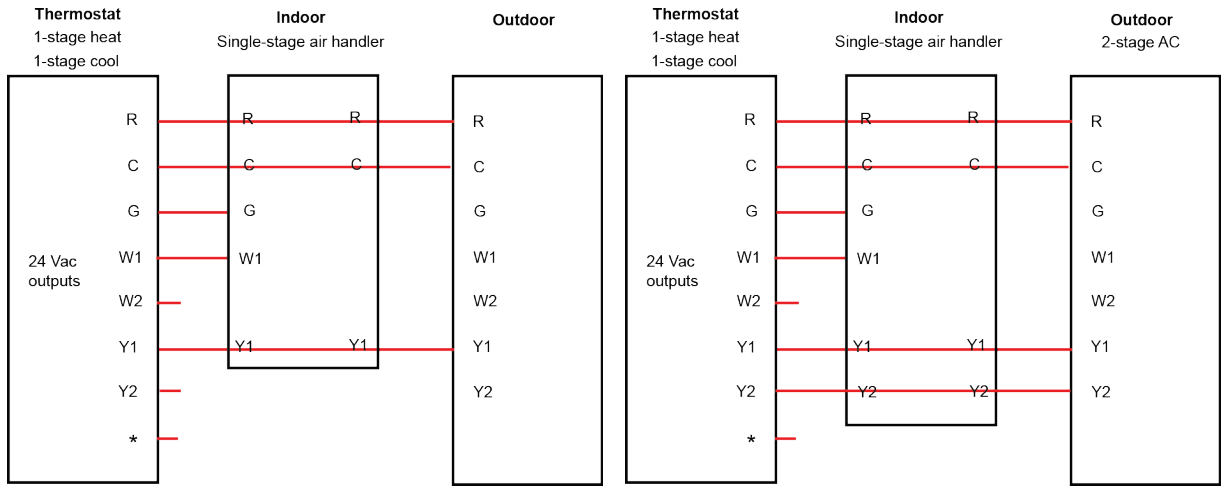 Thermostat
1-stage heat
1-stage cool
Indoor
Single-stage air handler
Outdoor
R
C
G
W1
W2
Y1
Y2
*
24 Vac
outputs
R
C
G
W1
Y1
R
C
Y1
R
C
G
W1
W2
Y1
Y2
Thermostat
1-stage heat
1-stage cool
Indoor
Single-stage air handler
Outdoor
2-stage AC
R
C
G
W1
W2
Y1
Y2
*
24 Vac
outputs
R
C
G
W1
Y1
Y2
R
C
Y1
Y2
R
C
G
W1
W2
Y1
Y2